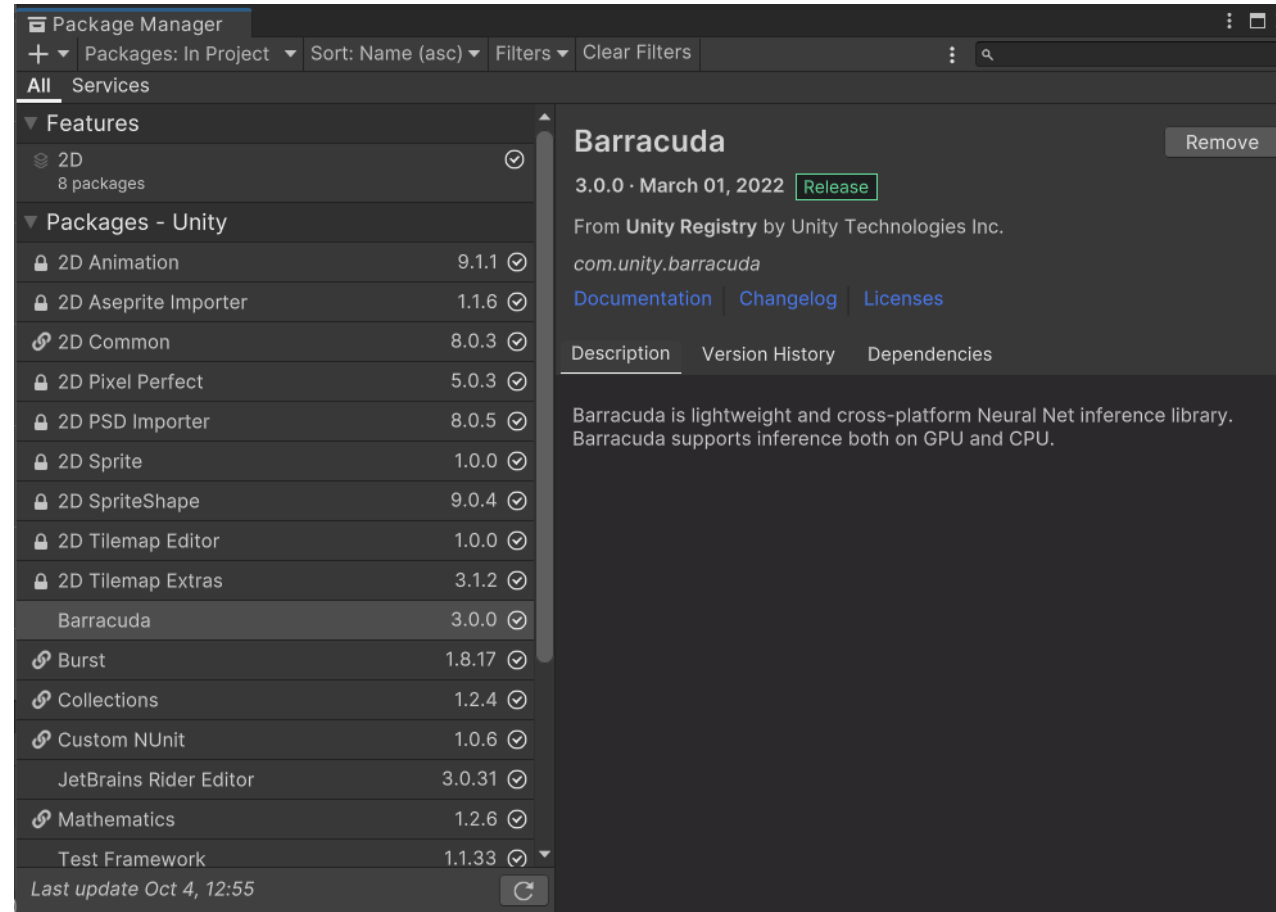 Package Manager
Packages: In Project Sort: Name (asc) Filters Clear Filters
All Services
Features
2D
8 packages
Packages - Unity
2D Animation 9.1.1
2D Aseprite Importer 1.1.6
2D Common 8.0.3
2D Pixel Perfect 5.0.3
2D PSD Importer 8.0.5
2D Sprite 1.0.0
2D SpriteShape 9.0.4
2D Tilemap Editor 1.0.0
2D Tilemap Extras 3.1.2
Barracuda 3.0.0
Burst 1.8.17
Collections 1.2.4
Custom NUnit 1.0.6
JetBrains Rider Editor 3.0.31
Mathematics 1.2.6
Test Framework 1.1.33
Last update Oct 4, 12:55
Barracuda
Remove
3.0.0 · March 01, 2022 Release
From Unity Registry by Unity Technologies Inc.
com.unity.barracuda
Documentation Changelog Licenses
Description Version History Dependencies
Barracuda is lightweight and cross-platform Neural Net inference library.
Barracuda supports inference both on GPU and CPU.